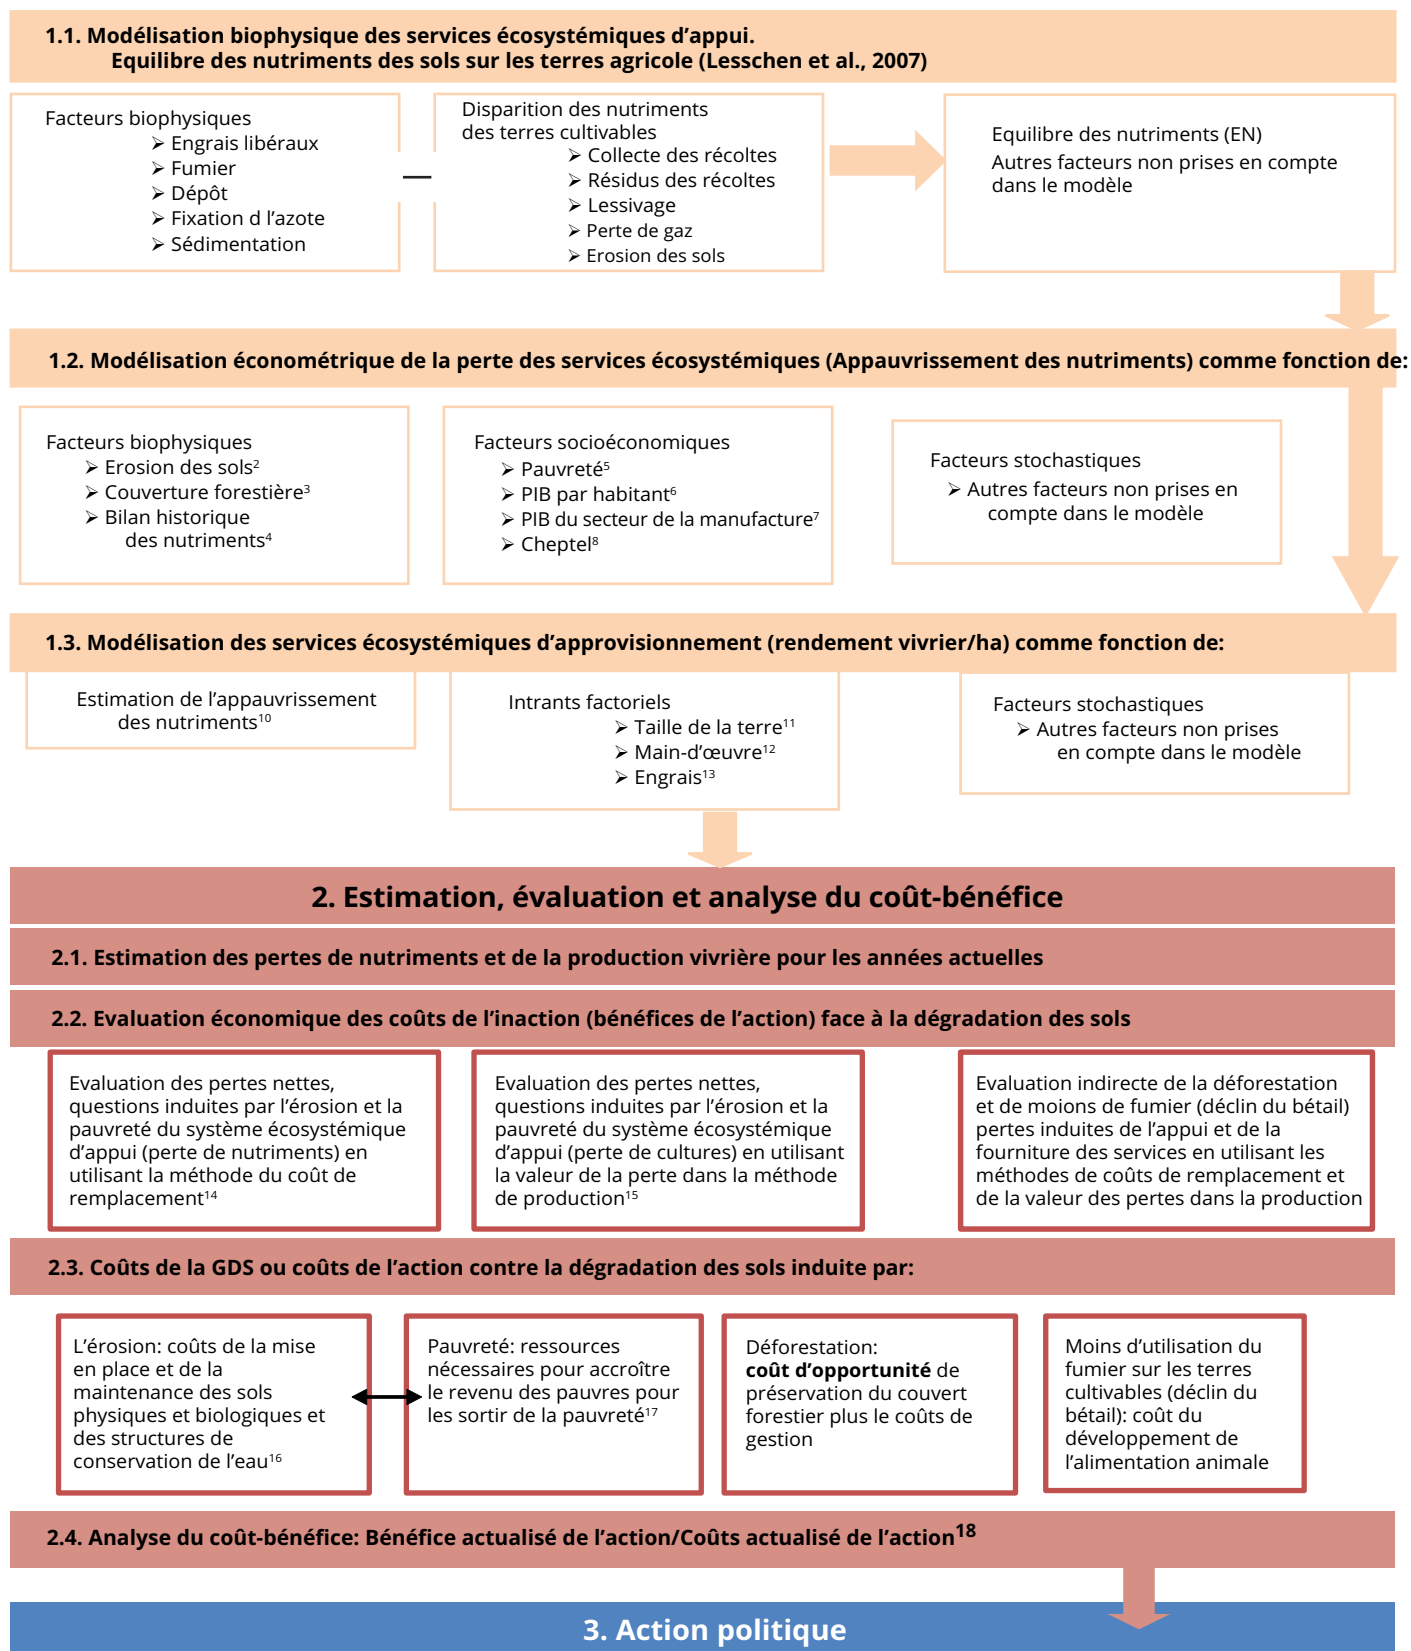 1.1. Modélisation biophysique des services écosystémiques d’appui.
Equilibre des nutriments des sols sur les terres agricole (Lesschen et al., 2007)
Facteurs biophysiques
➢ Engrais libéraux
➢ Fumier
➢ Dépôt
➢ Fixation d l’azote
➢ Sédimentation
—
Disparition des nutriments
des terres cultivables
➢ Collecte des récoltes
➢ Résidus des récoltes
➢ Lessivage
➢ Perte de gaz
➢ Erosion des sols
Equilibre des nutriments (EN)
Autres facteurs non prises en compte
dans le modèle
1.2. Modélisation économétrique de la perte des services écosystémiques (Appauvrissement des nutriments) comme fonction de:
Facteurs biophysiques
➢ Erosion des sols²
➢ Couverture forestière³
➢ Bilan historique
des nutriments⁴
Facteurs socioéconomiques
➢ Pauvreté⁵
➢ PIB par habitant⁶
➢ PIB du secteur de la manufacture⁷
➢ Cheptel⁸
Facteurs stochastiques
➢ Autres facteurs non prises en
compte dans le modèle
1.3. Modélisation des services écosystémiques d’approvisionnement (rendement vivrier/ha) comme fonction de:
Estimation de l’appauvrissement
des nutriments¹⁰
Intrants factoriels
➢ Taille de la terre¹¹
➢ Main-d’œuvre¹²
➢ Engrais¹³
Facteurs stochastiques
➢ Autres facteurs non prises
en compte dans le modèle
2. Estimation, évaluation et analyse du coût-bénéfice
2.1. Estimation des pertes de nutriments et de la production vivrière pour les années actuelles
2.2. Evaluation économique des coûts de l’inaction (bénéfices de l’action) face à la dégradation des sols
Evaluation des pertes nettes,
questions induites par l’érosion et la
pauvreté du système écosystémique
d’appui (perte de nutriments) en
utilisant la méthode du coût de
remplacement¹⁴
Evaluation des pertes nettes,
questions induites par l’érosion et la
pauvreté du système écosystémique
d’appui (perte de cultures) en utilisant
la valeur de la perte dans la méthode
de production¹⁵
Evaluation indirecte de la déforestation
et de moions de fumier (déclin du bétail)
pertes induites de l’appui et de la
fourniture des services en utilisant les
méthodes de coûts de remplacement et
de la valeur des pertes dans la production
2.3. Coûts de la GDS ou coûts de l’action contre la dégradation des sols induite par:
L’érosion: coûts de la mise
en place et de la
maintenance des sols
physiques et biologiques et
des structures de
conservation de l’eau¹⁶
Pauvreté: ressources
nécessaires pour accroître
le revenu des pauvres pour
les sortir de la pauvreté¹⁷
Déforestation:
coût d’opportunité de
préservation du couvert
forestier plus le coûts de
gestion
Moins d’utilisation du
fumier sur les terres
cultivables (déclin du
bétail): coût du
développement de
l’alimentation animale
2.4. Analyse du coût-bénéfice: Bénéfice actualisé de l’action/Coûts actualisé de l’action¹⁸
3. Action politique